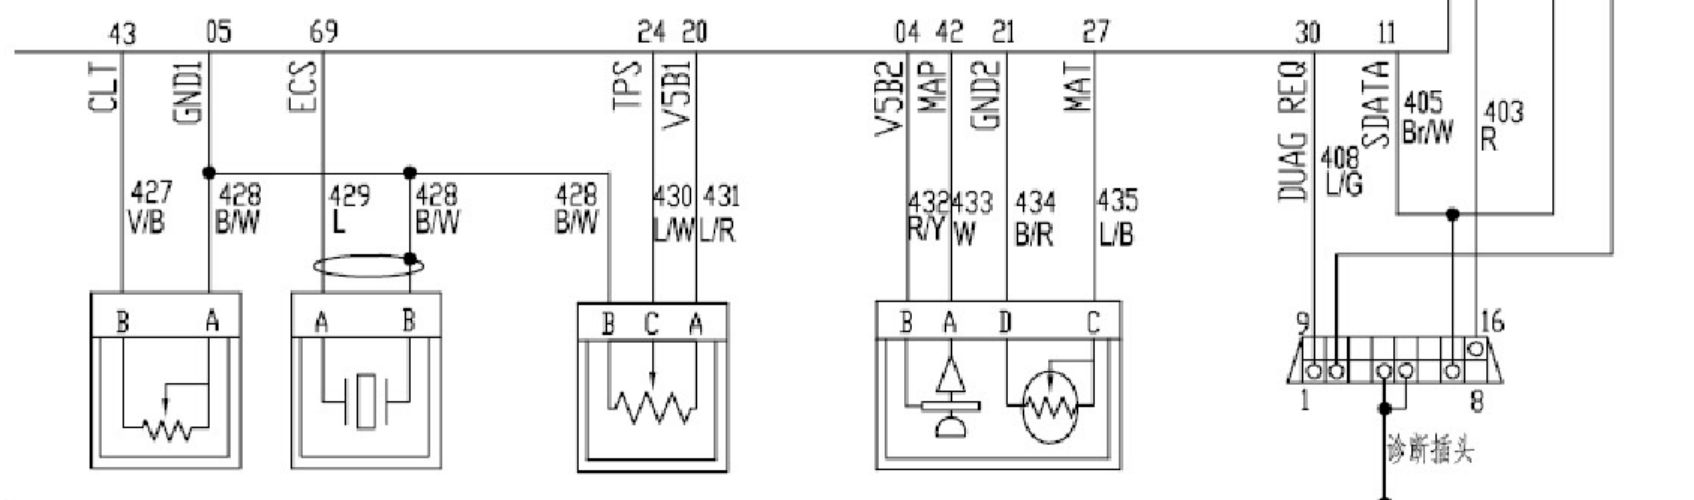 43 05 69 24 20 04 42 21 27 30 11
CLT
GND1
ECS
TPS
V5B1
V5B2
MAP
GND2
MAT
DUAG REQ
SDATA
405
Br/W
403
R
408
L/G
427
V/B
428
B/W
429
L
428
B/W
428
B/W
430
L/W
431
L/R
432
R/Y
433
W
434
B/R
435
L/B
B A
A B
B C A
B A D C
9 16
1 8
诊断插头